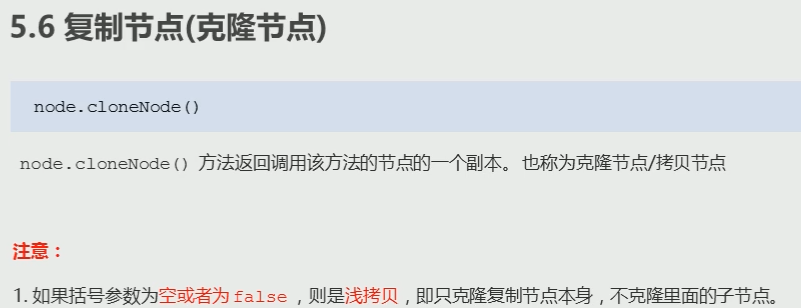 5.6 复制节点(克隆节点)
node.cloneNode()
node.cloneNode() 方法返回调用该方法的节点的一个副本。 也称为克隆节点/拷贝节点
注意：
1. 如果括号参数为空或者为 false ，则是浅拷贝，即只克隆复制节点本身，不克隆里面的子节点。